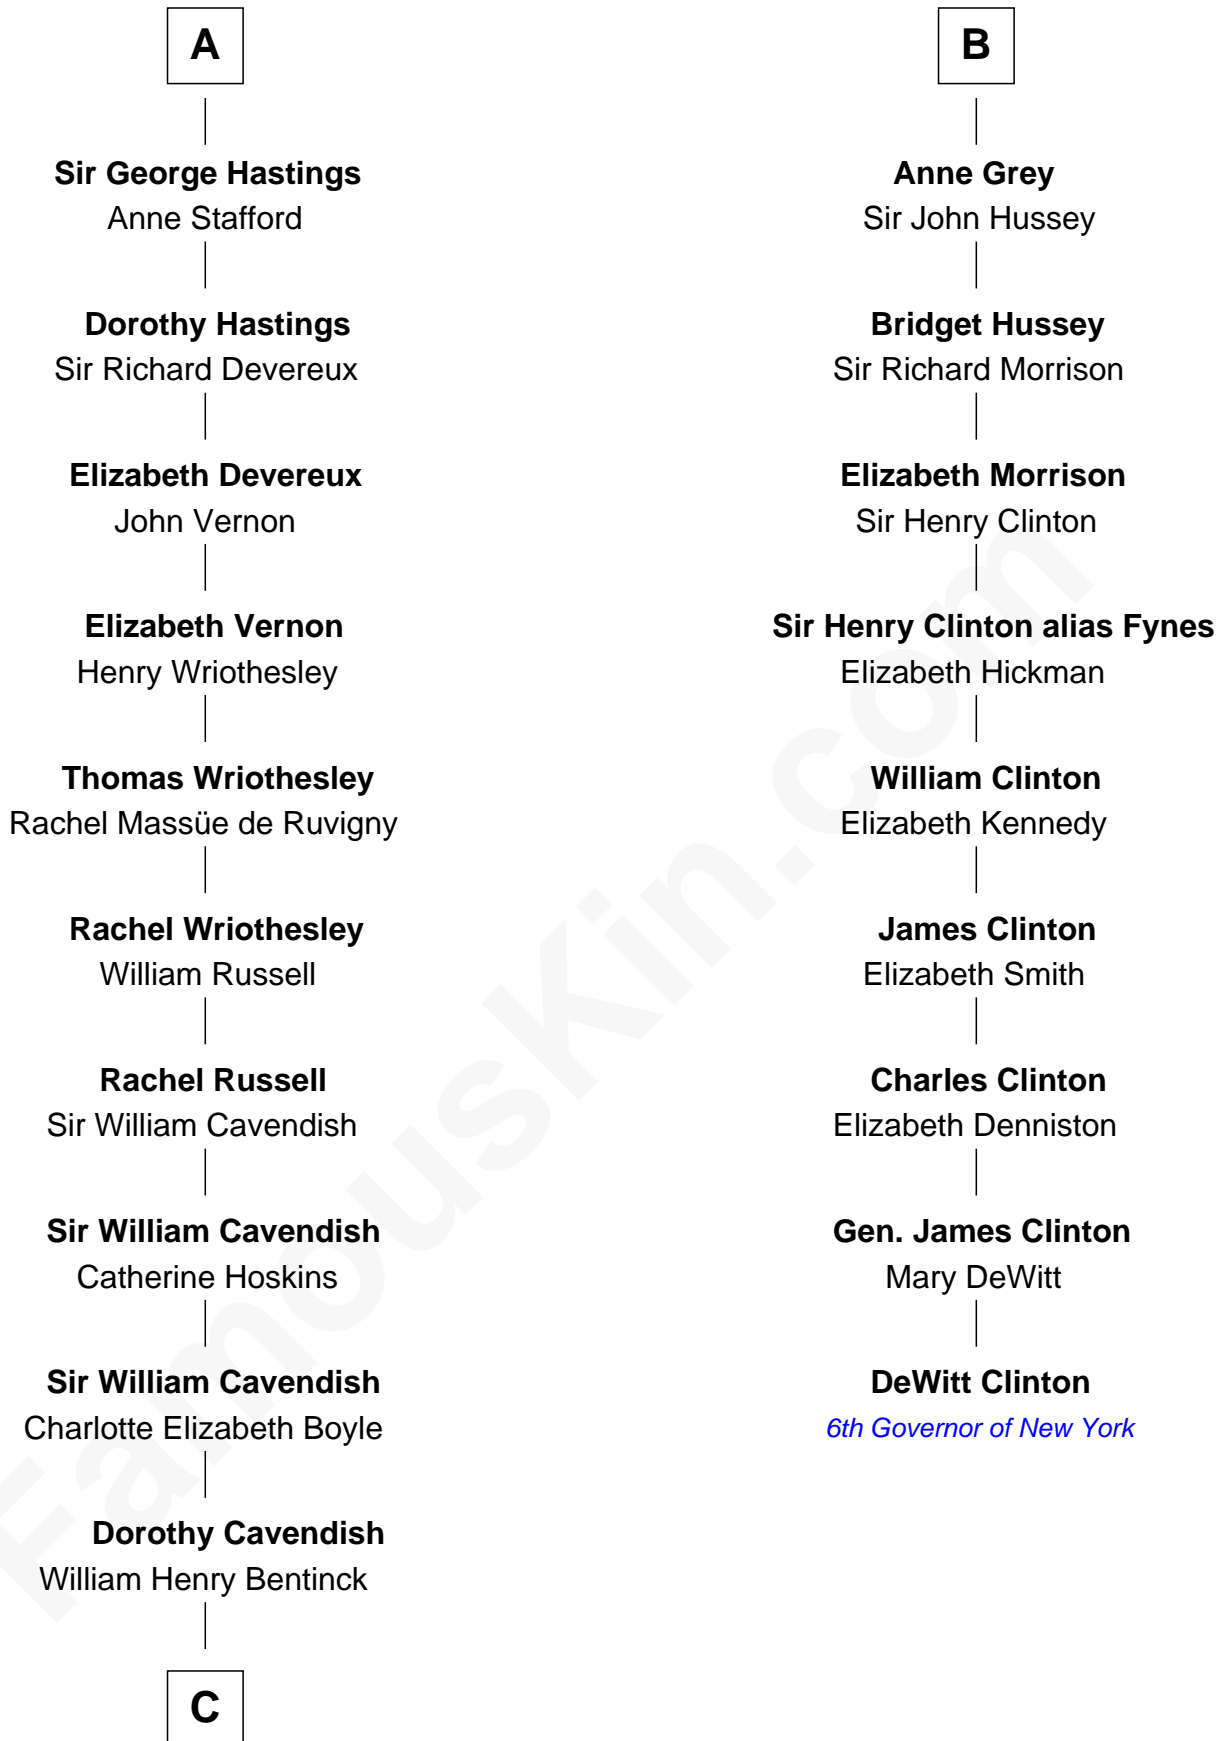 A
Sir George Hastings
Anne Stafford
Dorothy Hastings
Sir Richard Devereux
Elizabeth Devereux
John Vernon
Elizabeth Vernon
Henry Wriothesley
Thomas Wriothesley
Rachel Massüe de Ruvigny
Rachel Wriothesley
William Russell
Rachel Russell
Sir William Cavendish
Sir William Cavendish
Catherine Hoskins
Sir William Cavendish
Charlotte Elizabeth Boyle
Dorothy Cavendish
William Henry Bentinck
C
B
Anne Grey
Sir John Hussey
Bridget Hussey
Sir Richard Morrison
Elizabeth Morrison
Sir Henry Clinton
Sir Henry Clinton alias Fynes
Elizabeth Hickman
William Clinton
Elizabeth Kennedy
James Clinton
Elizabeth Smith
Charles Clinton
Elizabeth Denniston
Gen. James Clinton
Mary DeWitt
DeWitt Clinton
6th Governor of New York
FamousKin.com